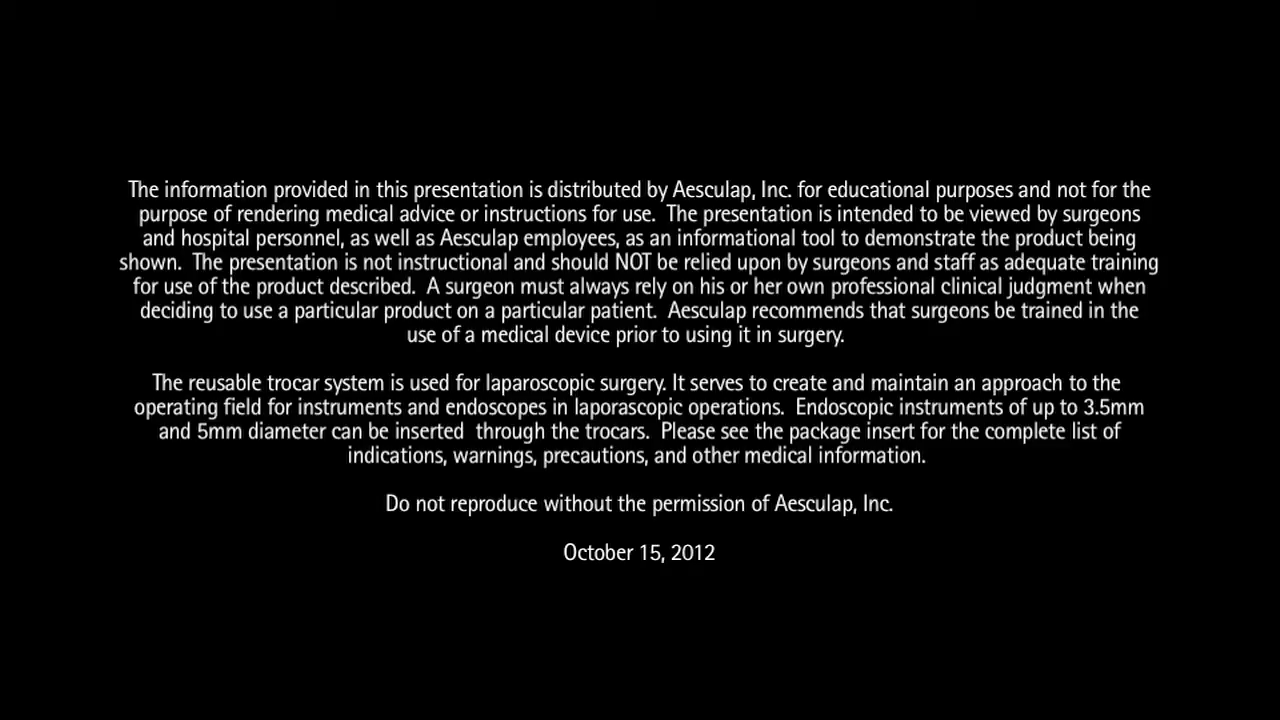 The information provided in this presentation is distributed by Aesculap, Inc. for educational purposes and not for the
purpose of rendering medical advice or instructions for use.  The presentation is intended to be viewed by surgeons
and hospital personnel, as well as Aesculap employees, as an informational tool to demonstrate the product being
shown.  The presentation is not instructional and should NOT be relied upon by surgeons and staff as adequate training
for use of the product described.  A surgeon must always rely on his or her own professional clinical judgment when
deciding to use a particular product on a particular patient.  Aesculap recommends that surgeons be trained in the
use of a medical device prior to using it in surgery.
The reusable trocar system is used for laparoscopic surgery. It serves to create and maintain an approach to the
operating field for instruments and endoscopes in laporascopic operations.  Endoscopic instruments of up to 3.5mm
and 5mm diameter can be inserted  through the trocars.  Please see the package insert for the complete list of
indications, warnings, precautions, and other medical information.
Do not reproduce without the permission of Aesculap, Inc.
October 15, 2012